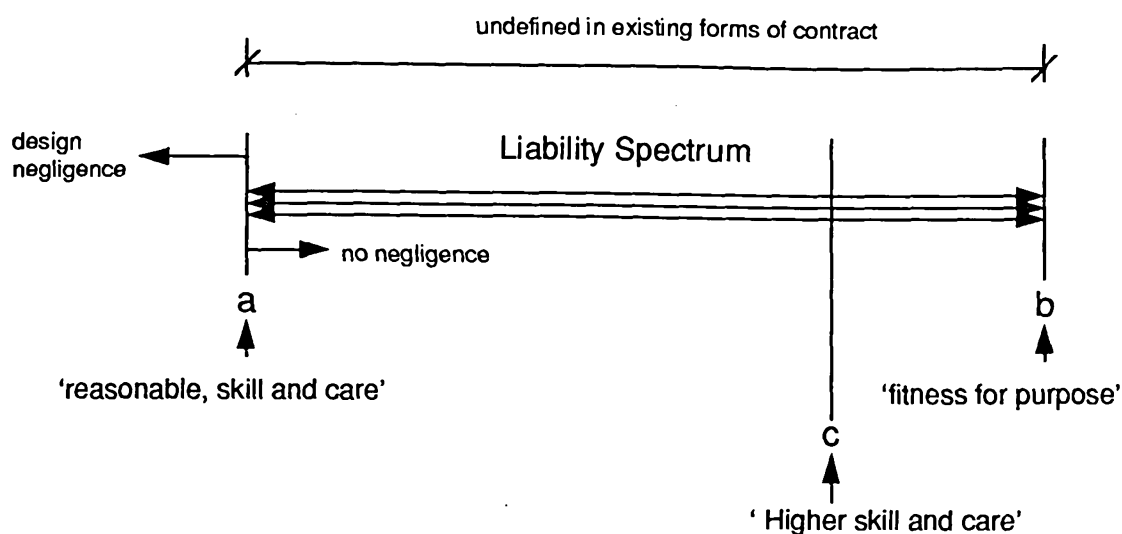 undefined in existing forms of contract
design
negligence
Liability Spectrum
no negligence
a
b
'reasonable, skill and care'
'fitness for purpose'
c
' Higher skill and care'